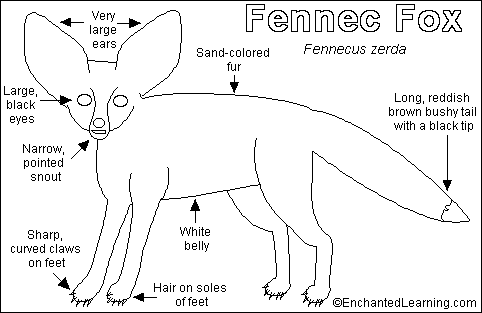 Fennec Fox
Fennecus zerda
Very
large
ears
Sand-colored
fur
Large,
black
eyes
Long, reddish
brown bushy tail
with a black tip
Narrow,
pointed
snout
Sharp,
curved claws
on feet
White
belly
Hair on soles
of feet
©EnchantedLearning.com